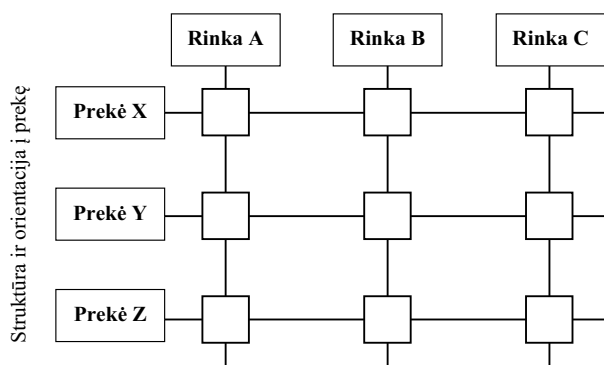 Rinka A
Rinka B
Rinka C
Struktūra ir orientacija į prekę
Prekė X
Prekė Y
Prekė Z